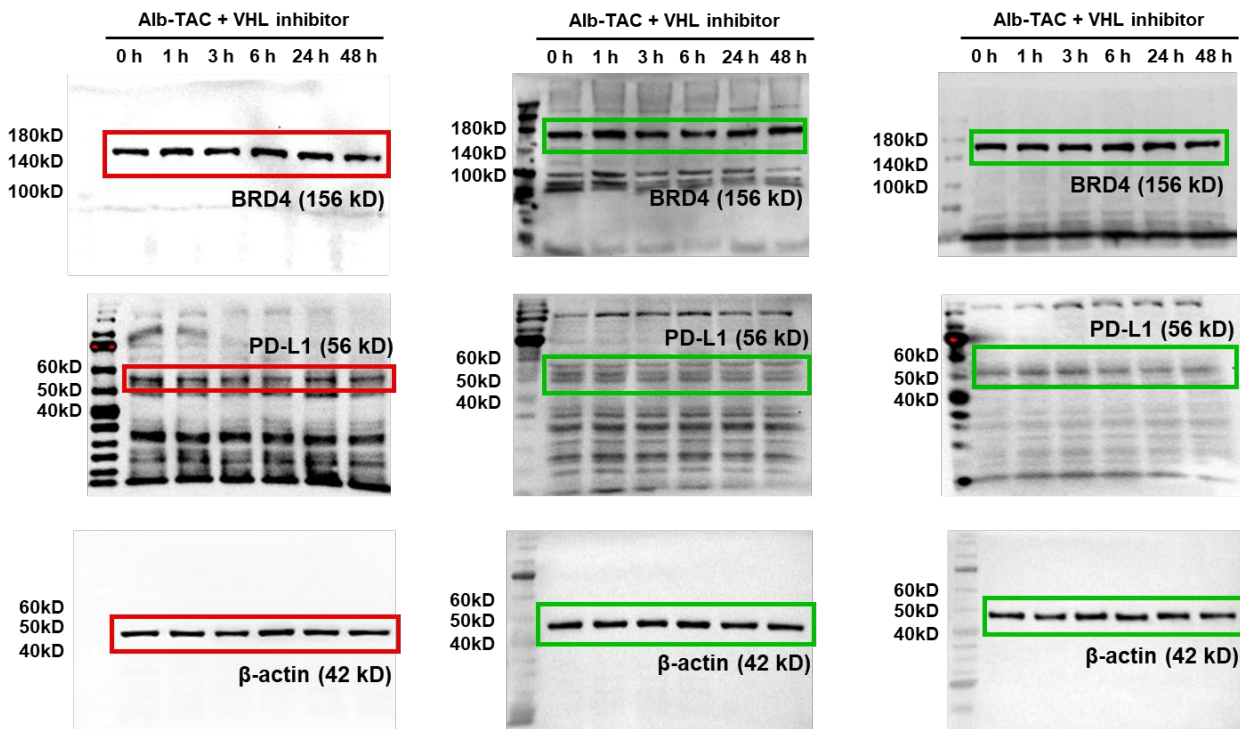 Alb-TAC + VHL inhibitor
0 h 1 h 3 h 6 h 24 h 48 h
180kD
140kD
100kD
BRD4 (156 kD)
Alb-TAC + VHL inhibitor
0 h 1 h 3 h 6 h 24 h 48 h
180kD
140kD
100kD
BRD4 (156 kD)
Alb-TAC + VHL inhibitor
0 h 1 h 3 h 6 h 24 h 48 h
180kD
140kD
100kD
BRD4 (156 kD)
PD-L1 (56 kD)
60kD
50kD
40kD
PD-L1 (56 kD)
60kD
50kD
40kD
PD-L1 (56 kD)
60kD
50kD
40kD
60kD
50kD
40kD
β-actin (42 kD)
60kD
50kD
40kD
β-actin (42 kD)
60kD
50kD
40kD
β-actin (42 kD)